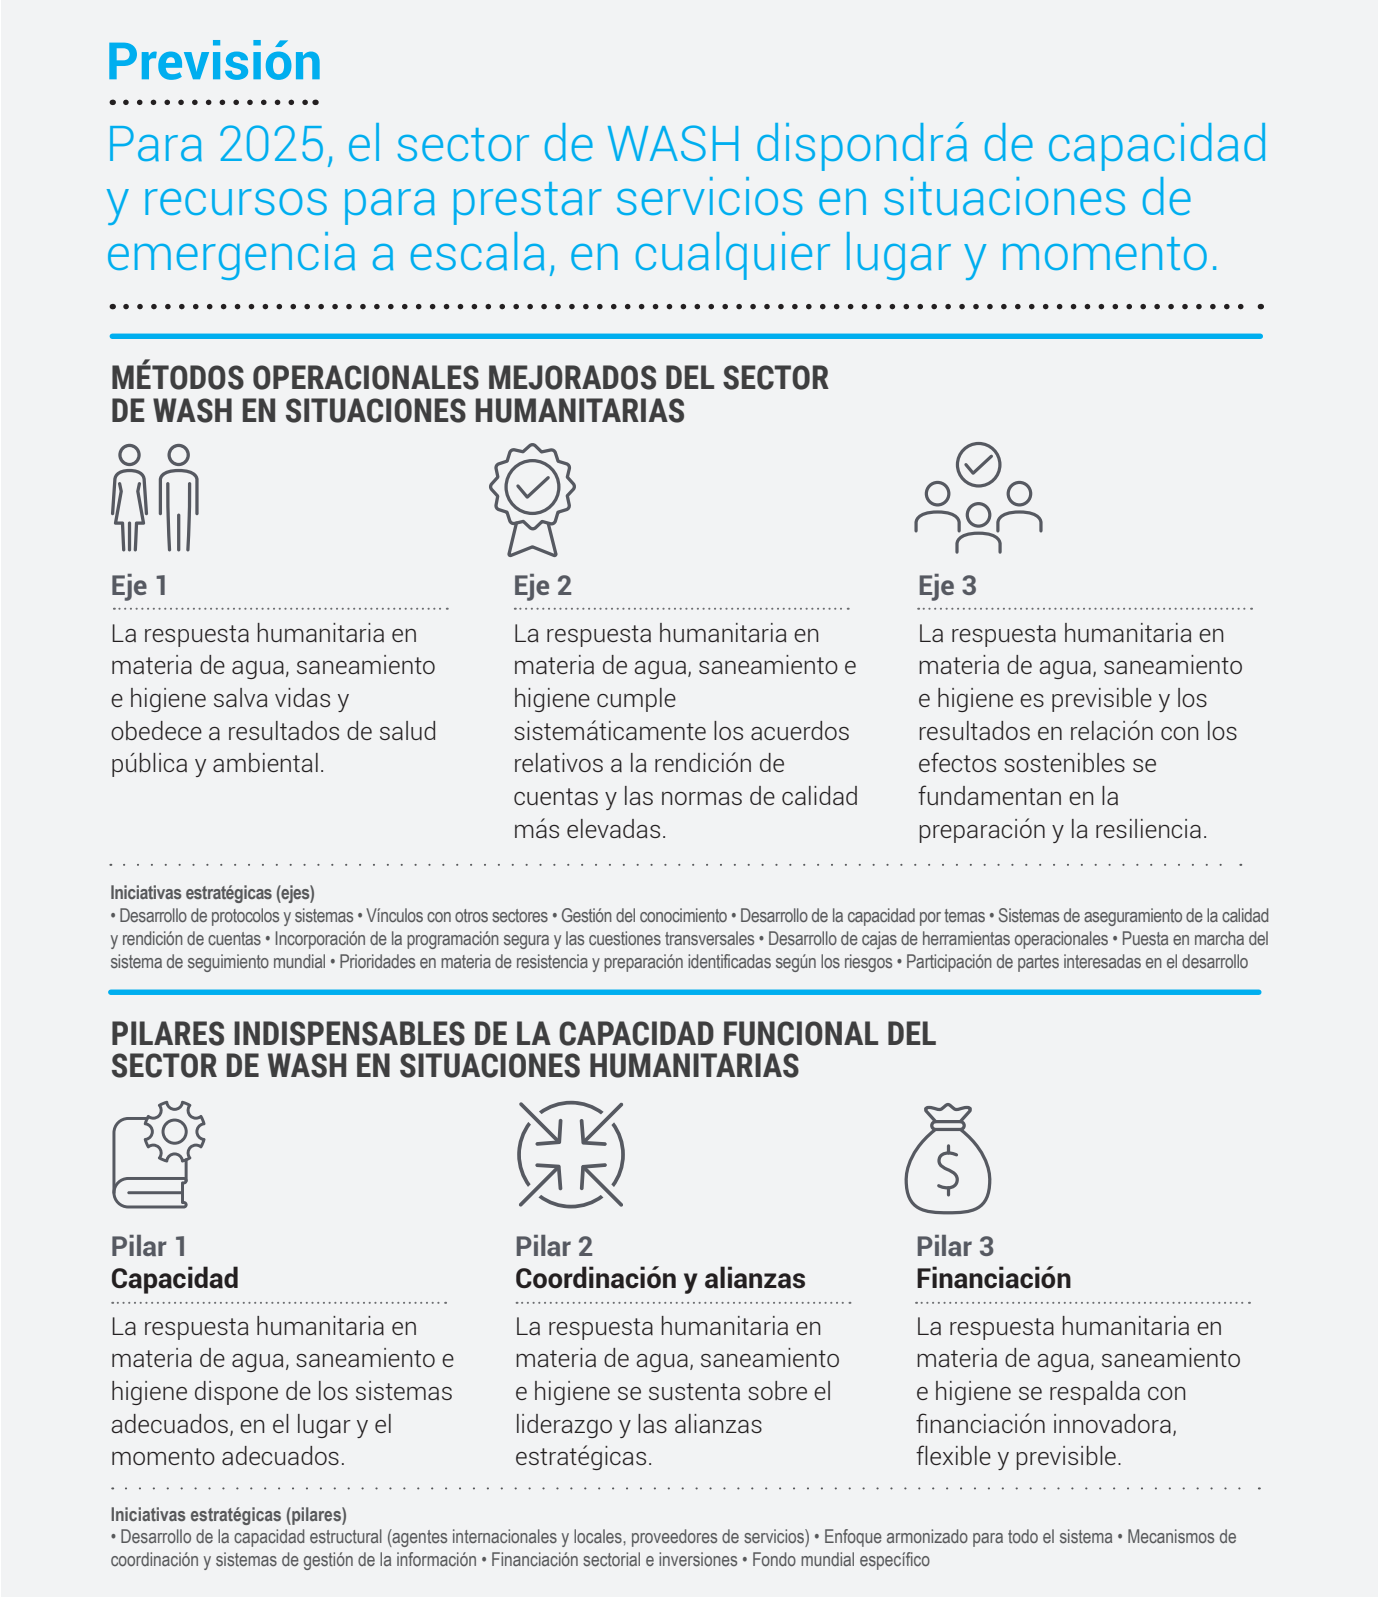 Previsión
Para 2025, el sector de WASH dispondrá de capacidad
y recursos para prestar servicios en situaciones de
emergencia a escala, en cualquier lugar y momento.
MÉTODOS OPERACIONALES MEJORADOS DEL SECTOR
DE WASH EN SITUACIONES HUMANITARIAS
Eje 1
La respuesta humanitaria en
materia de agua, saneamiento
e higiene salva vidas y
obedece a resultados de salud
pública y ambiental.
Eje 2
La respuesta humanitaria en
materia de agua, saneamiento e
higiene cumple
sistemáticamente los acuerdos
relativos a la rendición de
cuentas y las normas de calidad
más elevadas.
Eje 3
La respuesta humanitaria en
materia de agua, saneamiento
e higiene es previsible y los
resultados en relación con los
efectos sostenibles se
fundamentan en la
preparación y la resiliencia.
Iniciativas estratégicas (ejes)
• Desarrollo de protocolos y sistemas • Vínculos con otros sectores • Gestión del conocimiento • Desarrollo de la capacidad por temas • Sistemas de aseguramiento de la calidad
y rendición de cuentas • Incorporación de la programación segura y las cuestiones transversales • Desarrollo de cajas de herramientas operacionales • Puesta en marcha del
sistema de seguimiento mundial • Prioridades en materia de resistencia y preparación identificadas según los riesgos • Participación de partes interesadas en el desarrollo
PILARES INDISPENSABLES DE LA CAPACIDAD FUNCIONAL DEL
SECTOR DE WASH EN SITUACIONES HUMANITARIAS
$
Pilar 1
Capacidad
La respuesta humanitaria en
materia de agua, saneamiento e
higiene dispone de los sistemas
adecuados, en el lugar y el
momento adecuados.
Pilar 2
Coordinación y alianzas
La respuesta humanitaria en
materia de agua, saneamiento
e higiene se sustenta sobre el
liderazgo y las alianzas
estratégicas.
Pilar 3
Financiación
La respuesta humanitaria en
materia de agua, saneamiento
e higiene se respalda con
financiación innovadora,
flexible y previsible.
Iniciativas estratégicas (pilares)
• Desarrollo de la capacidad estructural (agentes internacionales y locales, proveedores de servicios) • Enfoque armonizado para todo el sistema • Mecanismos de
coordinación y sistemas de gestión de la información • Financiación sectorial e inversiones • Fondo mundial específico